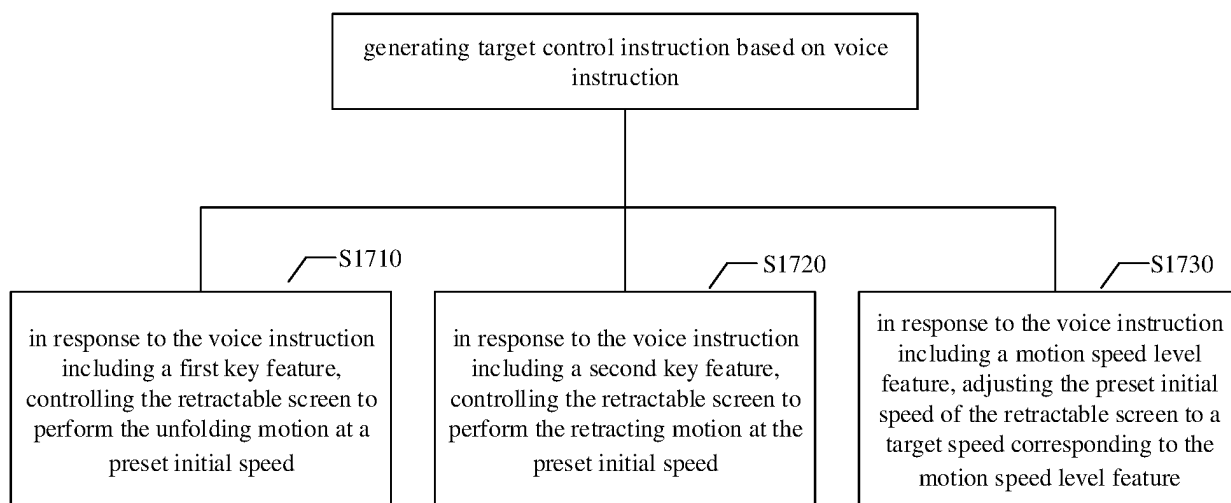 generating target control instruction based on voice
instruction
S1710
in response to the voice instruction
including a first key feature,
controlling the retractable screen to
perform the unfolding motion at a
preset initial speed
S1720
in response to the voice instruction
including a second key feature,
controlling the retractable screen to
perform the retracting motion at the
preset initial speed
S1730
in response to the voice instruction
including a motion speed level
feature, adjusting the preset initial
speed of the retractable screen to a
target speed corresponding to the
motion speed level feature